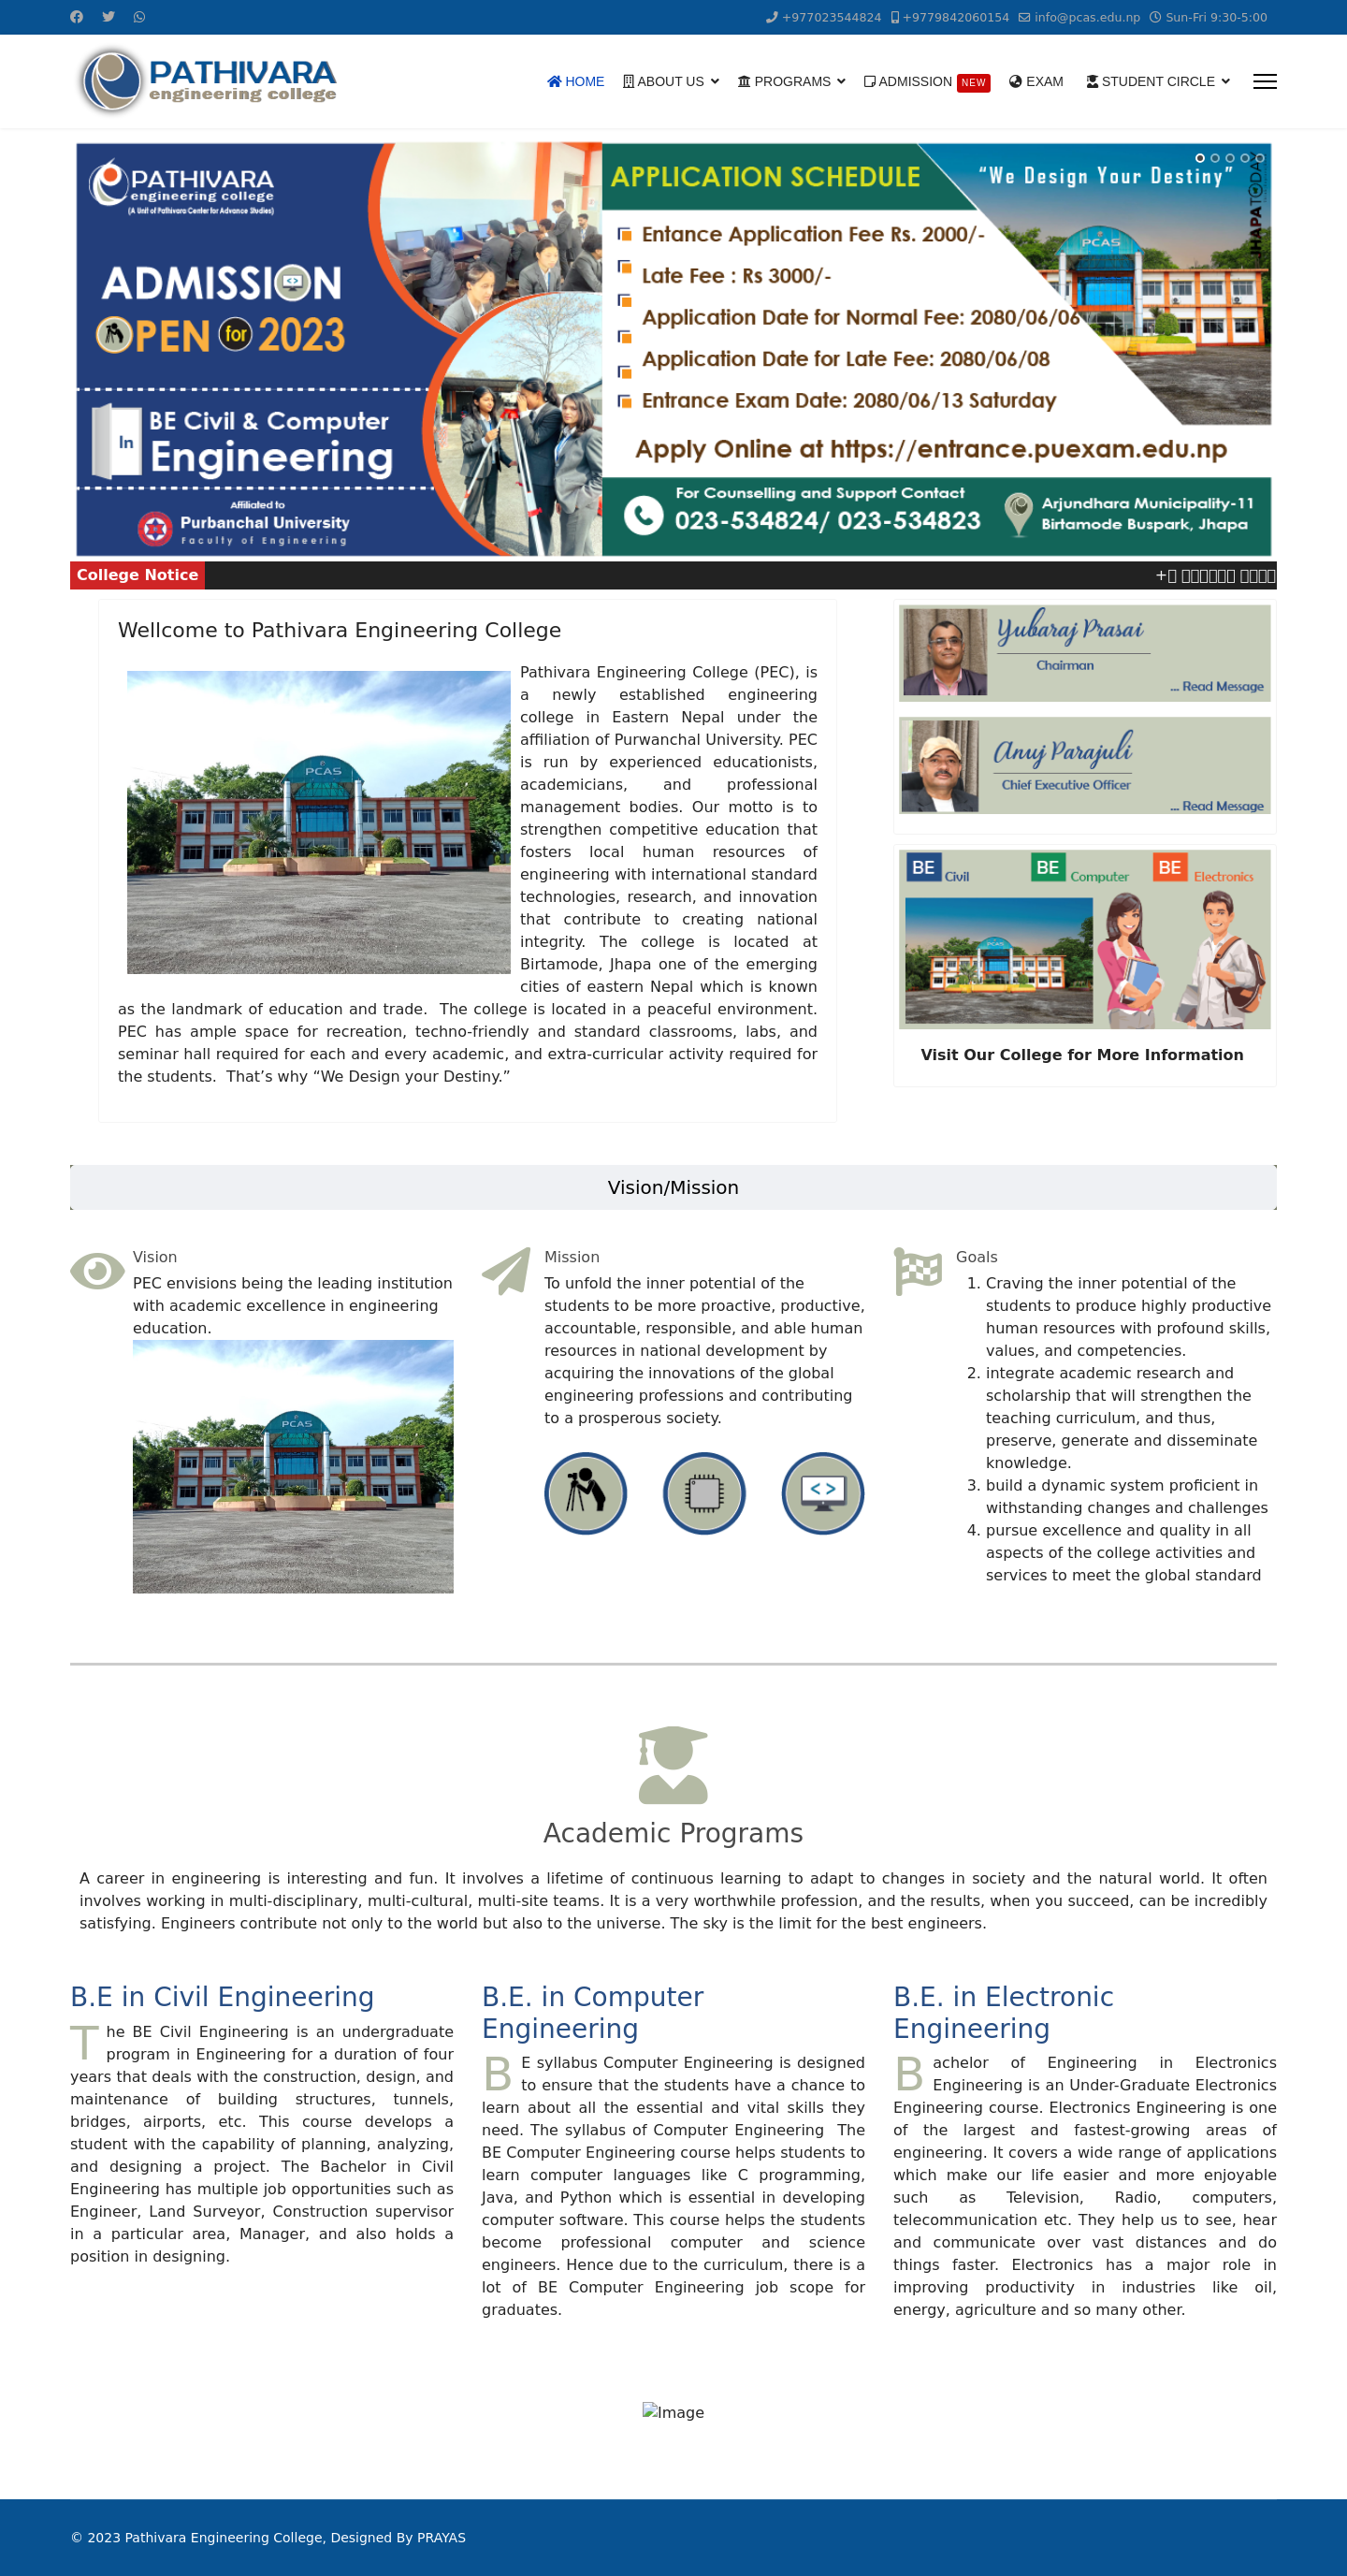 +977023544824 +9779842060154 info@pcas.edu.np Sun-Fri 9:30-5:00
PATHIVARA
engineering college
HOME ABOUT US PROGRAMS ADMISSION NEW EXAM STUDENT CIRCLE
PATHIVARA
engineering college
(A Unit of Pathivara Center for Advance Studies)
ADMISSION
OPEN for 2023
In
BE Civil & Computer
Engineering
Affiliated to
Purbanchal University
Faculty of Engineering
APPLICATION SCHEDULE
“We Design Your Destiny”
JHAPATODAY
PCAS
Entance Application Fee Rs. 2000/-
Late Fee : Rs 3000/-
Application Date for Normal Fee: 2080/06/06
Application Date for Late Fee: 2080/06/08
Entrance Exam Date: 2080/06/13 Saturday
Apply Online at https://entrance.puexam.edu.np
For Counselling and Support Contact
023-534824/ 023-534823
Arjundhara Municipality-11
Birtamode Buspark, Jhapa
College Notice
Wellcome to Pathivara Engineering College
PCAS
Pathivara Engineering College (PEC), is
a newly established engineering
college in Eastern Nepal under the
affiliation of Purwanchal University. PEC
is run by experienced educationists,
academicians, and professional
management bodies. Our motto is to
strengthen competitive education that
fosters local human resources of
engineering with international standard
technologies, research, and innovation
that contribute to creating national
integrity. The college is located at
Birtamode, Jhapa one of the emerging
cities of eastern Nepal which is known
as the landmark of education and trade.  The college is located in a peaceful environment.
PEC has ample space for recreation, techno-friendly and standard classrooms, labs, and
seminar hall required for each and every academic, and extra-curricular activity required for
the students.  That’s why “We Design your Destiny.”
Yubaraj Prasai
Chairman
... Read Message
Anuj Parajuli
Chief Executive Officer
... Read Message
BE Civil BE Computer BE Electronics
PCAS
Visit Our College for More Information
Vision/Mission
Vision
PEC envisions being the leading institution
with academic excellence in engineering
education.
PCAS
Mission
To unfold the inner potential of the
students to be more proactive, productive,
accountable, responsible, and able human
resources in national development by
acquiring the innovations of the global
engineering professions and contributing
to a prosperous society.
Goals
1. Craving the inner potential of the
students to produce highly productive
human resources with profound skills,
values, and competencies.
2. integrate academic research and
scholarship that will strengthen the
teaching curriculum, and thus,
preserve, generate and disseminate
knowledge.
3. build a dynamic system proficient in
withstanding changes and challenges
4. pursue excellence and quality in all
aspects of the college activities and
services to meet the global standard
Academic Programs
A career in engineering is interesting and fun. It involves a lifetime of continuous learning to adapt to changes in society and the natural world. It often
involves working in multi-disciplinary, multi-cultural, multi-site teams. It is a very worthwhile profession, and the results, when you succeed, can be incredibly
satisfying. Engineers contribute not only to the world but also to the universe. The sky is the limit for the best engineers.
B.E in Civil Engineering
The BE Civil Engineering is an undergraduate
program in Engineering for a duration of four
years that deals with the construction, design, and
maintenance of building structures, tunnels,
bridges, airports, etc. This course develops a
student with the capability of planning, analyzing,
and designing a project. The Bachelor in Civil
Engineering has multiple job opportunities such as
Engineer, Land Surveyor, Construction supervisor
in a particular area, Manager, and also holds a
position in designing.
B.E. in Computer
Engineering
BE syllabus Computer Engineering is designed
to ensure that the students have a chance to
learn about all the essential and vital skills they
need. The syllabus of Computer Engineering  The
BE Computer Engineering course helps students to
learn computer languages like C programming,
Java, and Python which is essential in developing
computer software. This course helps the students
become professional computer and science
engineers. Hence due to the curriculum, there is a
lot of BE Computer Engineering job scope for
graduates.
B.E. in Electronic
Engineering
Bachelor of Engineering in Electronics
Engineering is an Under-Graduate Electronics
Engineering course. Electronics Engineering is one
of the largest and fastest-growing areas of
engineering. It covers a wide range of applications
which make our life easier and more enjoyable
such as Television, Radio, computers,
telecommunication etc. They help us to see, hear
and communicate over vast distances and do
things faster. Electronics has a major role in
improving productivity in industries like oil,
energy, agriculture and so many other.
Image
© 2023 Pathivara Engineering College, Designed By PRAYAS